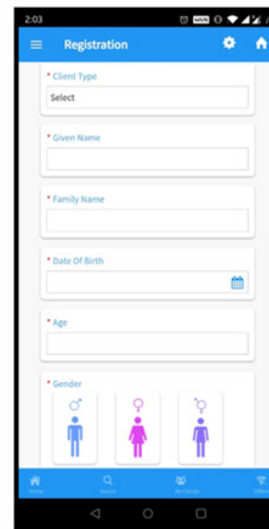 2:03
Registration
* Client Type
Select
* Given Name
* Family Name
* Date Of Birth
* Age
* Gender
Home
Search
My Clients
Offline